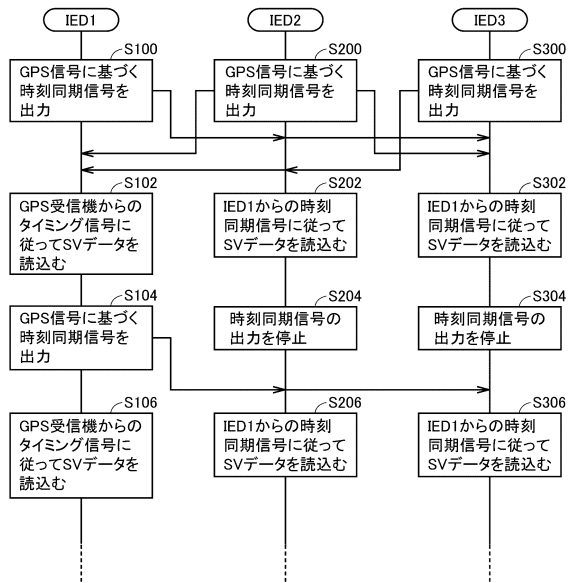 IED1
IED2
IED3
S100
GPS信号に基づく
時刻同期信号を
出力
S200
GPS信号に基づく
時刻同期信号を
出力
S300
GPS信号に基づく
時刻同期信号を
出力
S102
GPS受信機からの
タイミング信号に
従ってSVデータを
読込む
S202
IED1からの時刻
同期信号に従って
SVデータを読込む
S302
IED1からの時刻
同期信号に従って
SVデータを読込む
S104
GPS信号に基づく
時刻同期信号を
出力
S204
時刻同期信号の
出力を停止
S304
時刻同期信号の
出力を停止
S106
GPS受信機からの
タイミング信号に
従ってSVデータを
読込む
S206
IED1からの時刻
同期信号に従って
SVデータを読込む
S306
IED1からの時刻
同期信号に従って
SVデータを読込む